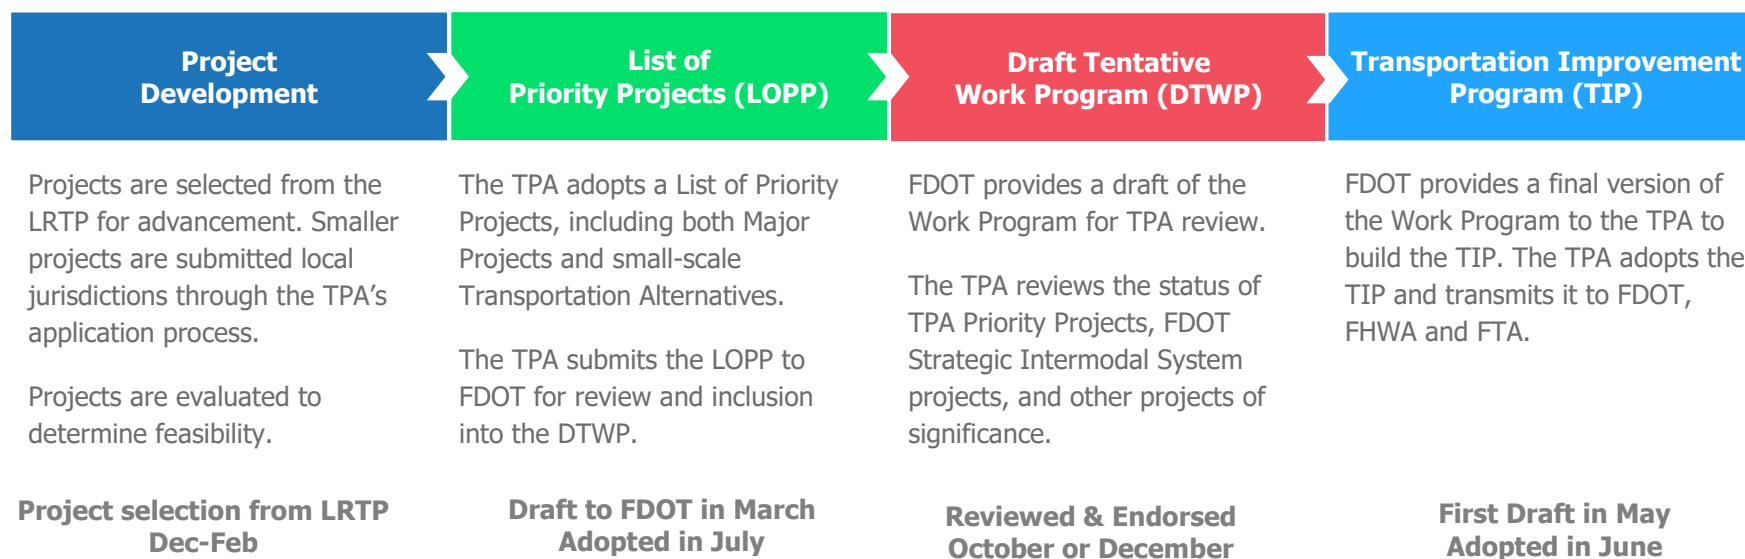 Project
Development
List of
Priority Projects (LOPP)
Draft Tentative
Work Program (DTWP)
Transportation Improvement
Program (TIP)
Projects are selected from the
LRTP for advancement. Smaller
projects are submitted local
jurisdictions through the TPA’s
application process.
Projects are evaluated to
determine feasibility.
Project selection from LRTP
Dec-Feb
The TPA adopts a List of Priority
Projects, including both Major
Projects and small-scale
Transportation Alternatives.
The TPA submits the LOPP to
FDOT for review and inclusion
into the DTWP.
Draft to FDOT in March
Adopted in July
FDOT provides a draft of the
Work Program for TPA review.
The TPA reviews the status of
TPA Priority Projects, FDOT
Strategic Intermodal System
projects, and other projects of
significance.
Reviewed & Endorsed
October or December
FDOT provides a final version of
the Work Program to the TPA to
build the TIP. The TPA adopts the
TIP and transmits it to FDOT,
FHWA and FTA.
First Draft in May
Adopted in June